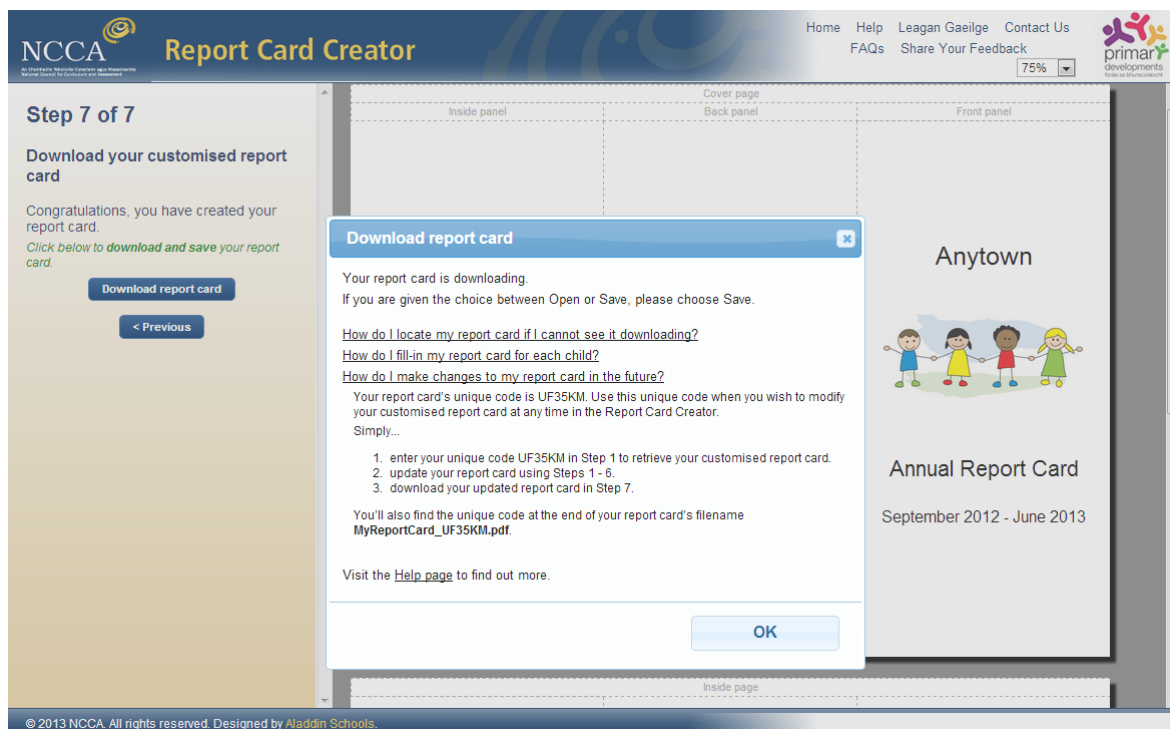 NCCA
Report Card Creator
Home Help Leagan Gaeilge Contact Us
FAQs Share Your Feedback
75%
primary
developments
Step 7 of 7
Download your customised report
card
Congratulations, you have created your
report card.
Click below to download and save your report
card.
Download report card
< Previous
Cover page
Inside panel Back panel Front panel
Download report card
Your report card is downloading.
If you are given the choice between Open or Save, please choose Save.
How do I locate my report card if I cannot see it downloading?
How do I fill-in my report card for each child?
How do I make changes to my report card in the future?
Your report card's unique code is UF35KM. Use this unique code when you wish to modify
your customised report card at any time in the Report Card Creator.
Simply...
1. enter your unique code UF35KM in Step 1 to retrieve your customised report card.
2. update your report card using Steps 1 - 6.
3. download your updated report card in Step 7.
You'll also find the unique code at the end of your report card's filename
MyReportCard_UF35KM.pdf.
Visit the Help page to find out more.
OK
Anytown
Annual Report Card
September 2012 - June 2013
Inside page
© 2013 NCCA. All rights reserved. Designed by Aladdin Schools.